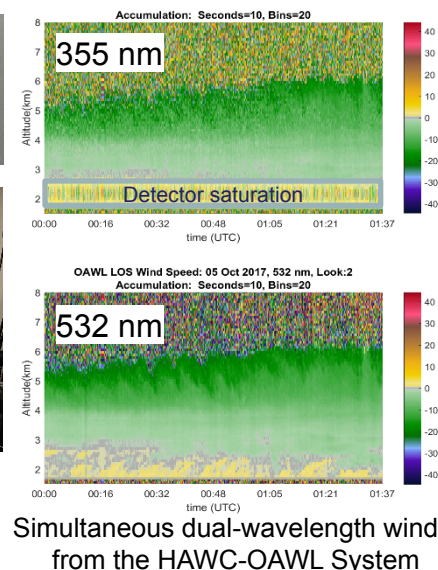 Accumulation: Seconds=10, Bins=20
355 nm
Altitude(km)
8
7
6
5
4
3
2
Detector saturation
00:00 00:16 00:32 00:48 01:05 01:21 01:37
time (UTC)
40
30
20
10
0
-10
-20
-30
-40
OAWL LOS Wind Speed: 05 Oct 2017, 532 nm, Look:2
Accumulation: Seconds=10, Bins=20
532 nm
Altitude(km)
8
7
6
5
4
3
2
00:00 00:16 00:32 00:48 01:05 01:21 01:37
time (UTC)
40
30
20
10
0
-10
-20
-30
-40
Simultaneous dual-wavelength wind
from the HAWC-OAWL System